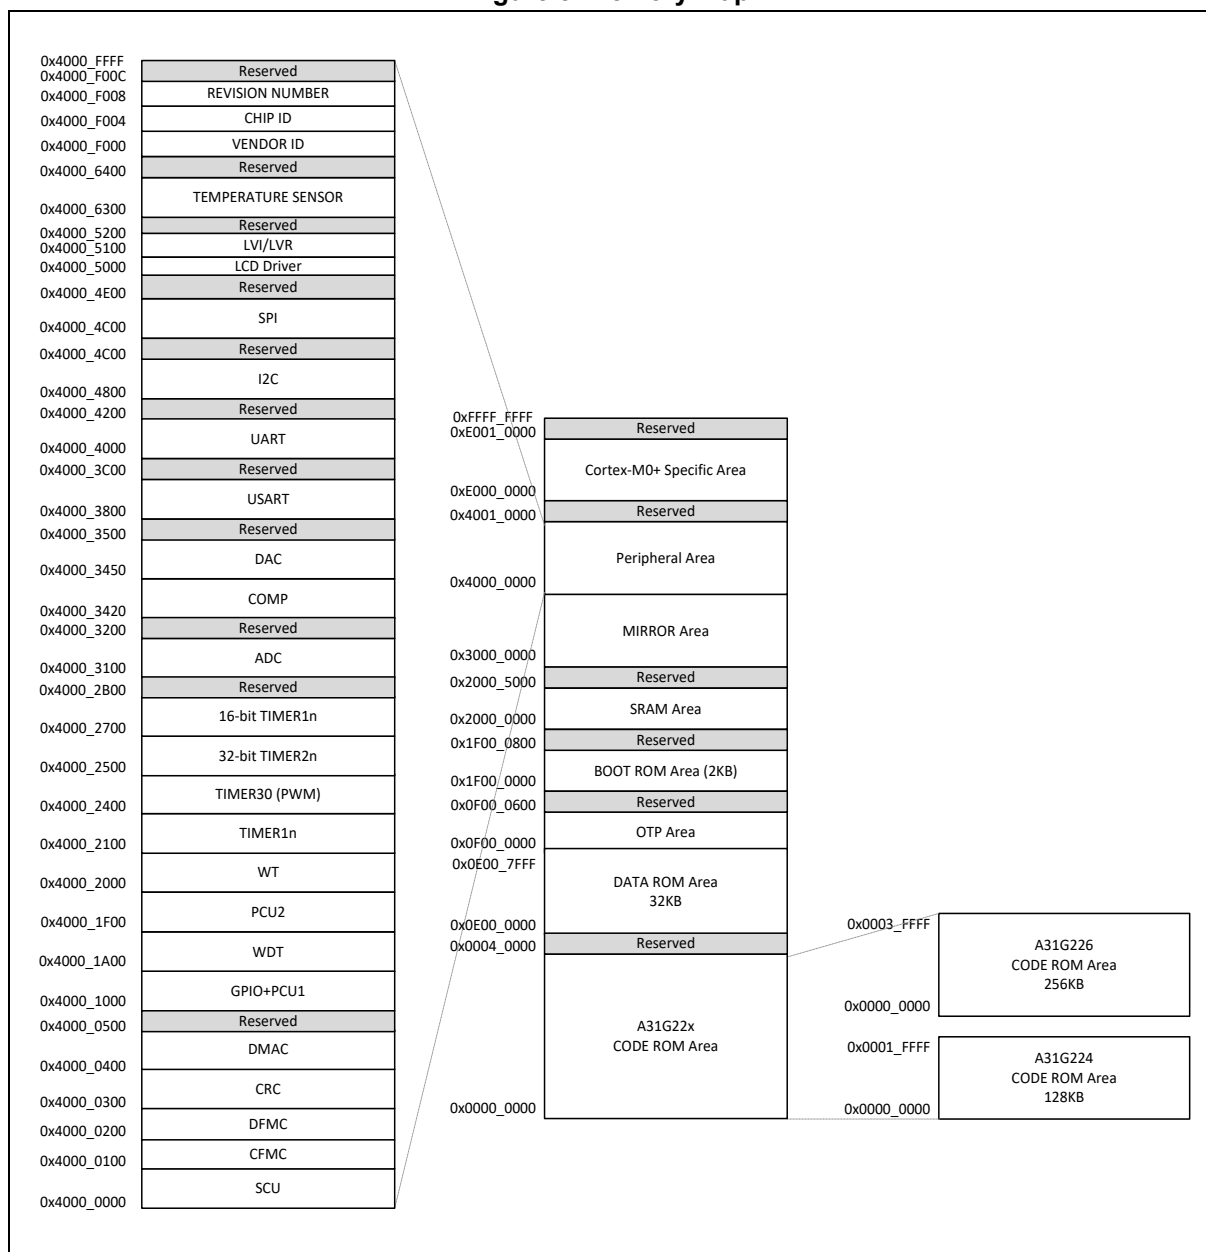 0x4000_FFFF
Reserved
0x4000_F00C
0x4000_F008 REVISION NUMBER
0x4000_F004 CHIP ID
0x4000_F000 VENDOR ID
Reserved
0x4000_6400
TEMPERATURE SENSOR
0x4000_6300
Reserved
0x4000_5200
0x4000_5100 LVI/LVR
0x4000_5000 LCD Driver
Reserved
0x4000_4E00
SPI
0x4000_4C00
Reserved
0x4000_4C00
I2C
0x4000_4800
Reserved
0x4000_4200
UART
0x4000_4000
Reserved
0x4000_3C00
USART
0x4000_3800
Reserved
0x4000_3500
DAC
0x4000_3450
COMP
0x4000_3420
Reserved
0x4000_3200
ADC
0x4000_3100
Reserved
0x4000_2B00
16-bit TIMER1n
0x4000_2700
32-bit TIMER2n
0x4000_2500
TIMER30 (PWM)
0x4000_2400
TIMER1n
0x4000_2100
WT
0x4000_2000
PCU2
0x4000_1F00
WDT
0x4000_1A00
GPIO+PCU1
0x4000_1000
Reserved
0x4000_0500
DMAC
0x4000_0400
CRC
0x4000_0300
DFMC
0x4000_0200
CFMC
0x4000_0100
SCU
0x4000_0000
0xFFFF_FFFF
Reserved
0xE001_0000
Cortex-M0+ Specific Area
0xE000_0000
Reserved
0x4001_0000
Peripheral Area
0x4000_0000
MIRROR Area
0x3000_0000
Reserved
0x2000_5000
SRAM Area
0x2000_0000
Reserved
0x1F00_0800
BOOT ROM Area (2KB)
0x1F00_0000
Reserved
0x0F00_0600
OTP Area
0x0F00_0000
0x0E00_7FFF
DATA ROM Area
32KB
0x0E00_0000
Reserved
0x0004_0000
A31G22x
CODE ROM Area
0x0000_0000
0x0003_FFFF
A31G226
CODE ROM Area
256KB
0x0000_0000
0x0001_FFFF
A31G224
CODE ROM Area
128KB
0x0000_0000